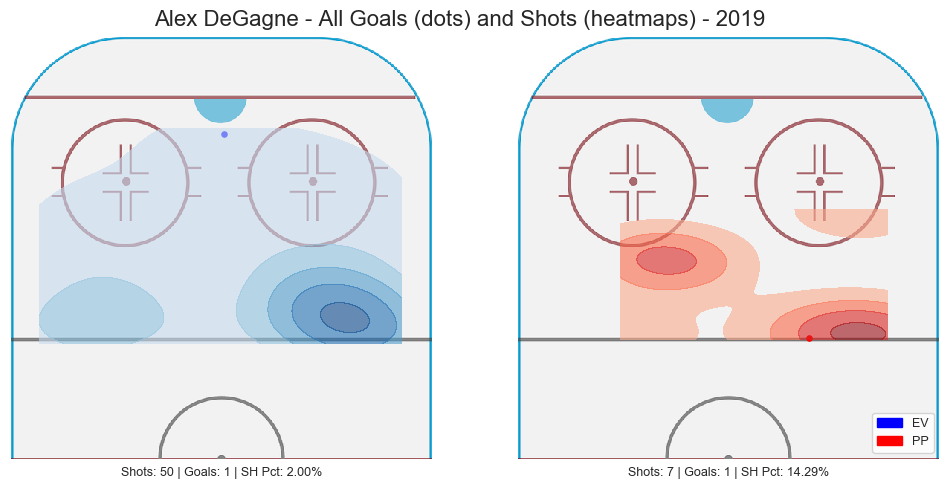 Alex DeGagne - All Goals (dots) and Shots (heatmaps) - 2019
EV
PP
Shots: 50 | Goals: 1 | SH Pct: 2.00%
Shots: 7 | Goals: 1 | SH Pct: 14.29%